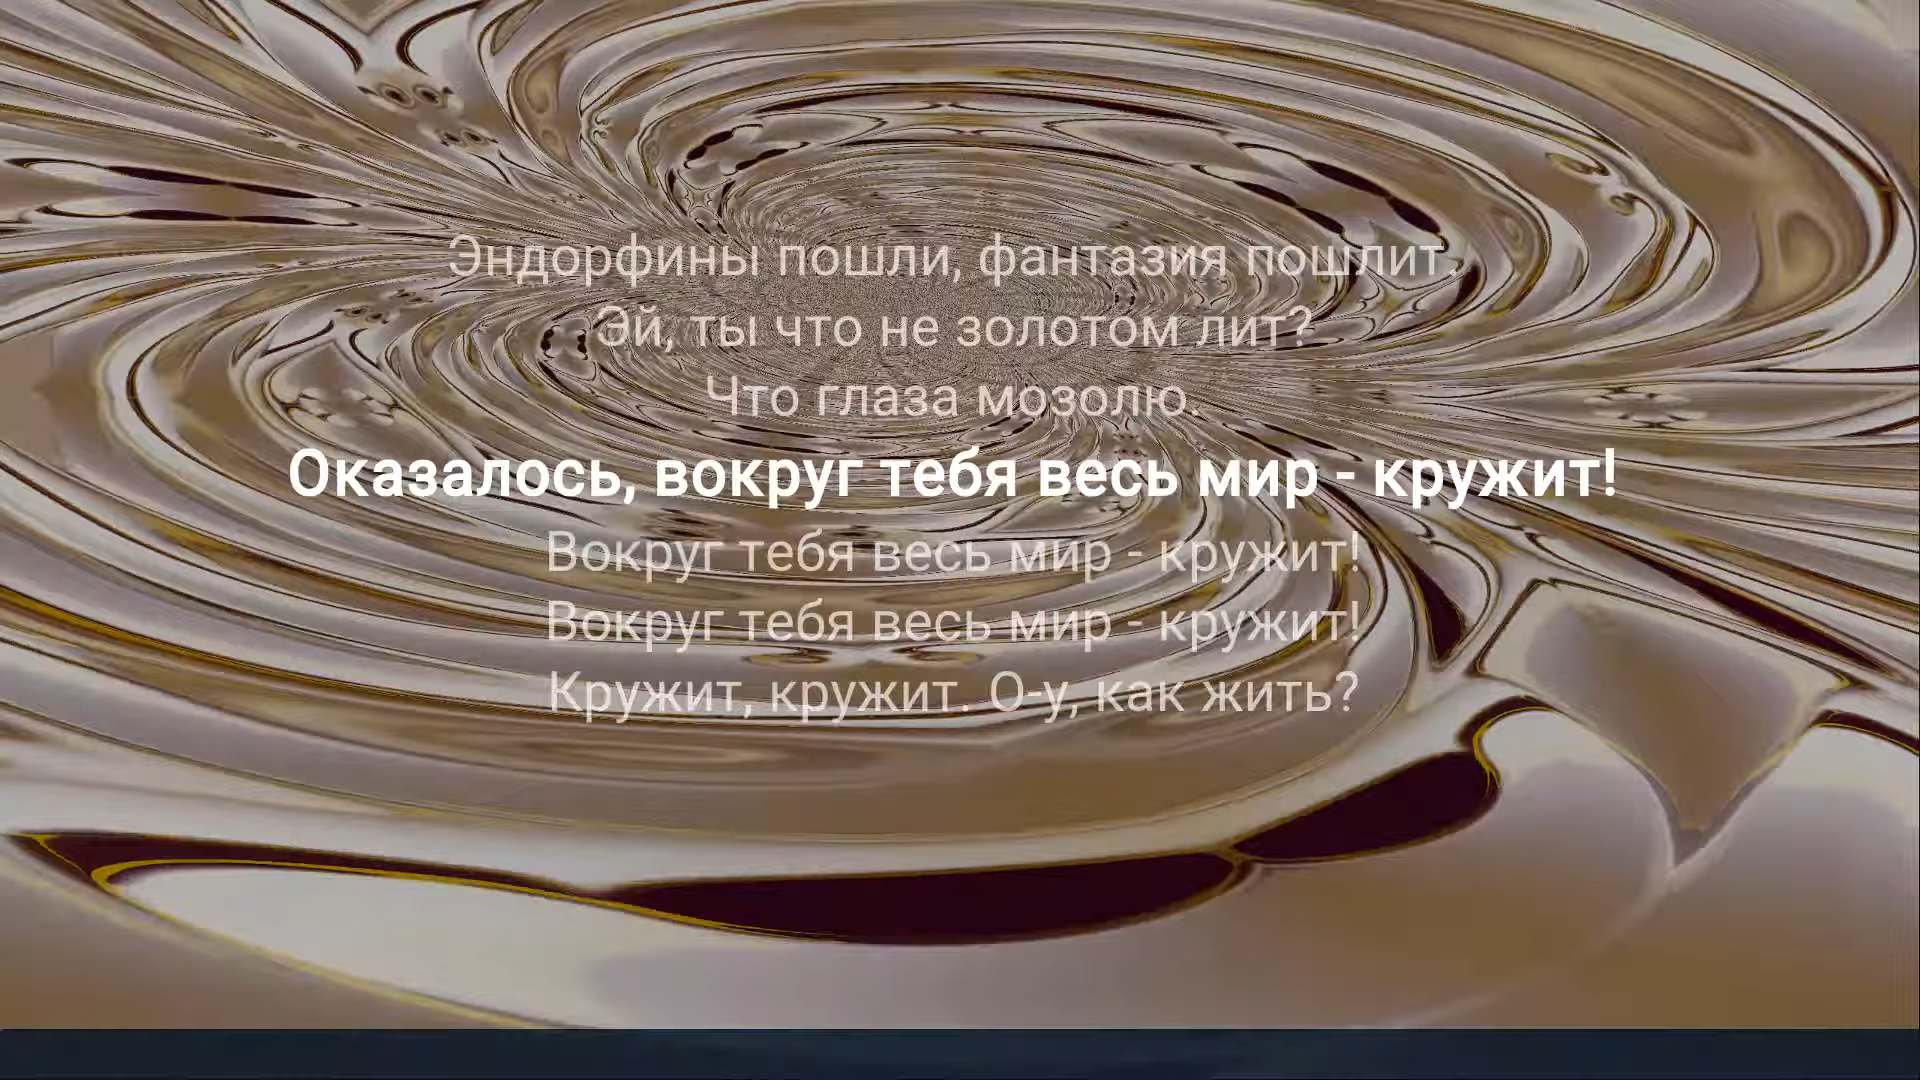 Эндорфины пошли, фантазия пошлит.
Эй, ты что не золотом лит?
Что глаза мозолю.
Оказалось, вокруг тебя весь мир - кружит!
Вокруг тебя весь мир - кружит!
Вокруг тебя весь мир - кружит!
Кружит, кружит. О-у, как жить?